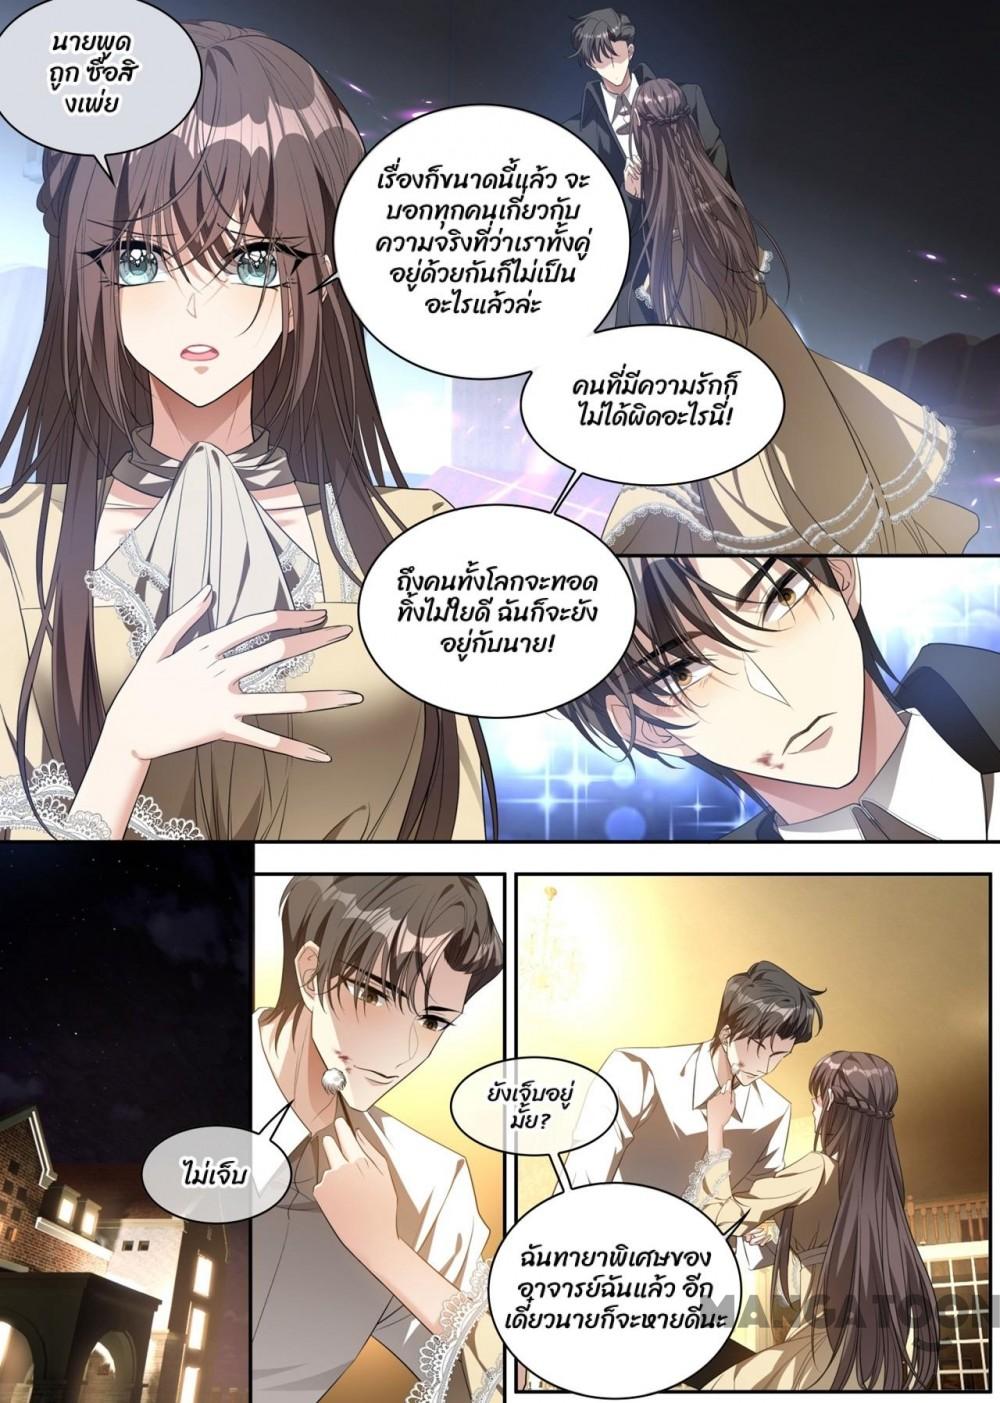 นายพูด
ถูก ซือสิ
งเพ่ย
เรื่องก็ขนาดนี้แล้ว จะ
บอกทุกคนเกี่ยวกับ
ความจริงที่ว่าเราทั้งคู่
อยู่ด้วยกันก็ไม่เป็น
อะไรแล้วล่ะ
คนที่มีความรักก็
ไม่ได้ผิดอะไรนี่!
ถึงคนทั้งโลกจะทอด
ทิ้งไม่ใยดี ฉันก็จะยัง
อยู่กับนาย!
ยังเจ็บอยู่
มั้ย?
ไม่เจ็บ
ฉันทายาพิเศษของ
อาจารย์ฉันแล้ว อีก
เดี๋ยวนายก็จะหายดีนะ
MANGATOON